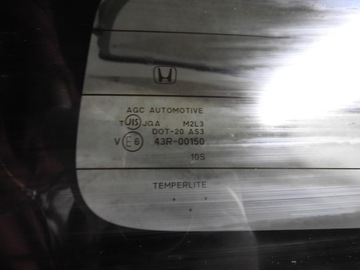 AGC AUTOMOTIVE
T JIS JGA M2L3
DOT-20 AS3
V E6 43R-00150
10S
TEMPERLITE